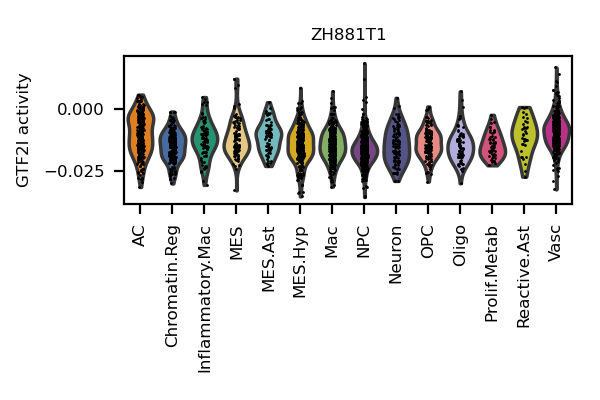 ZH881T1
GTF2I activity
0.000
−0.025
AC
Chromatin.Reg
Inflammatory.Mac
MES
MES.Ast
MES.Hyp
Mac
NPC
Neuron
OPC
Oligo
Prolif.Metab
Reactive.Ast
Vasc